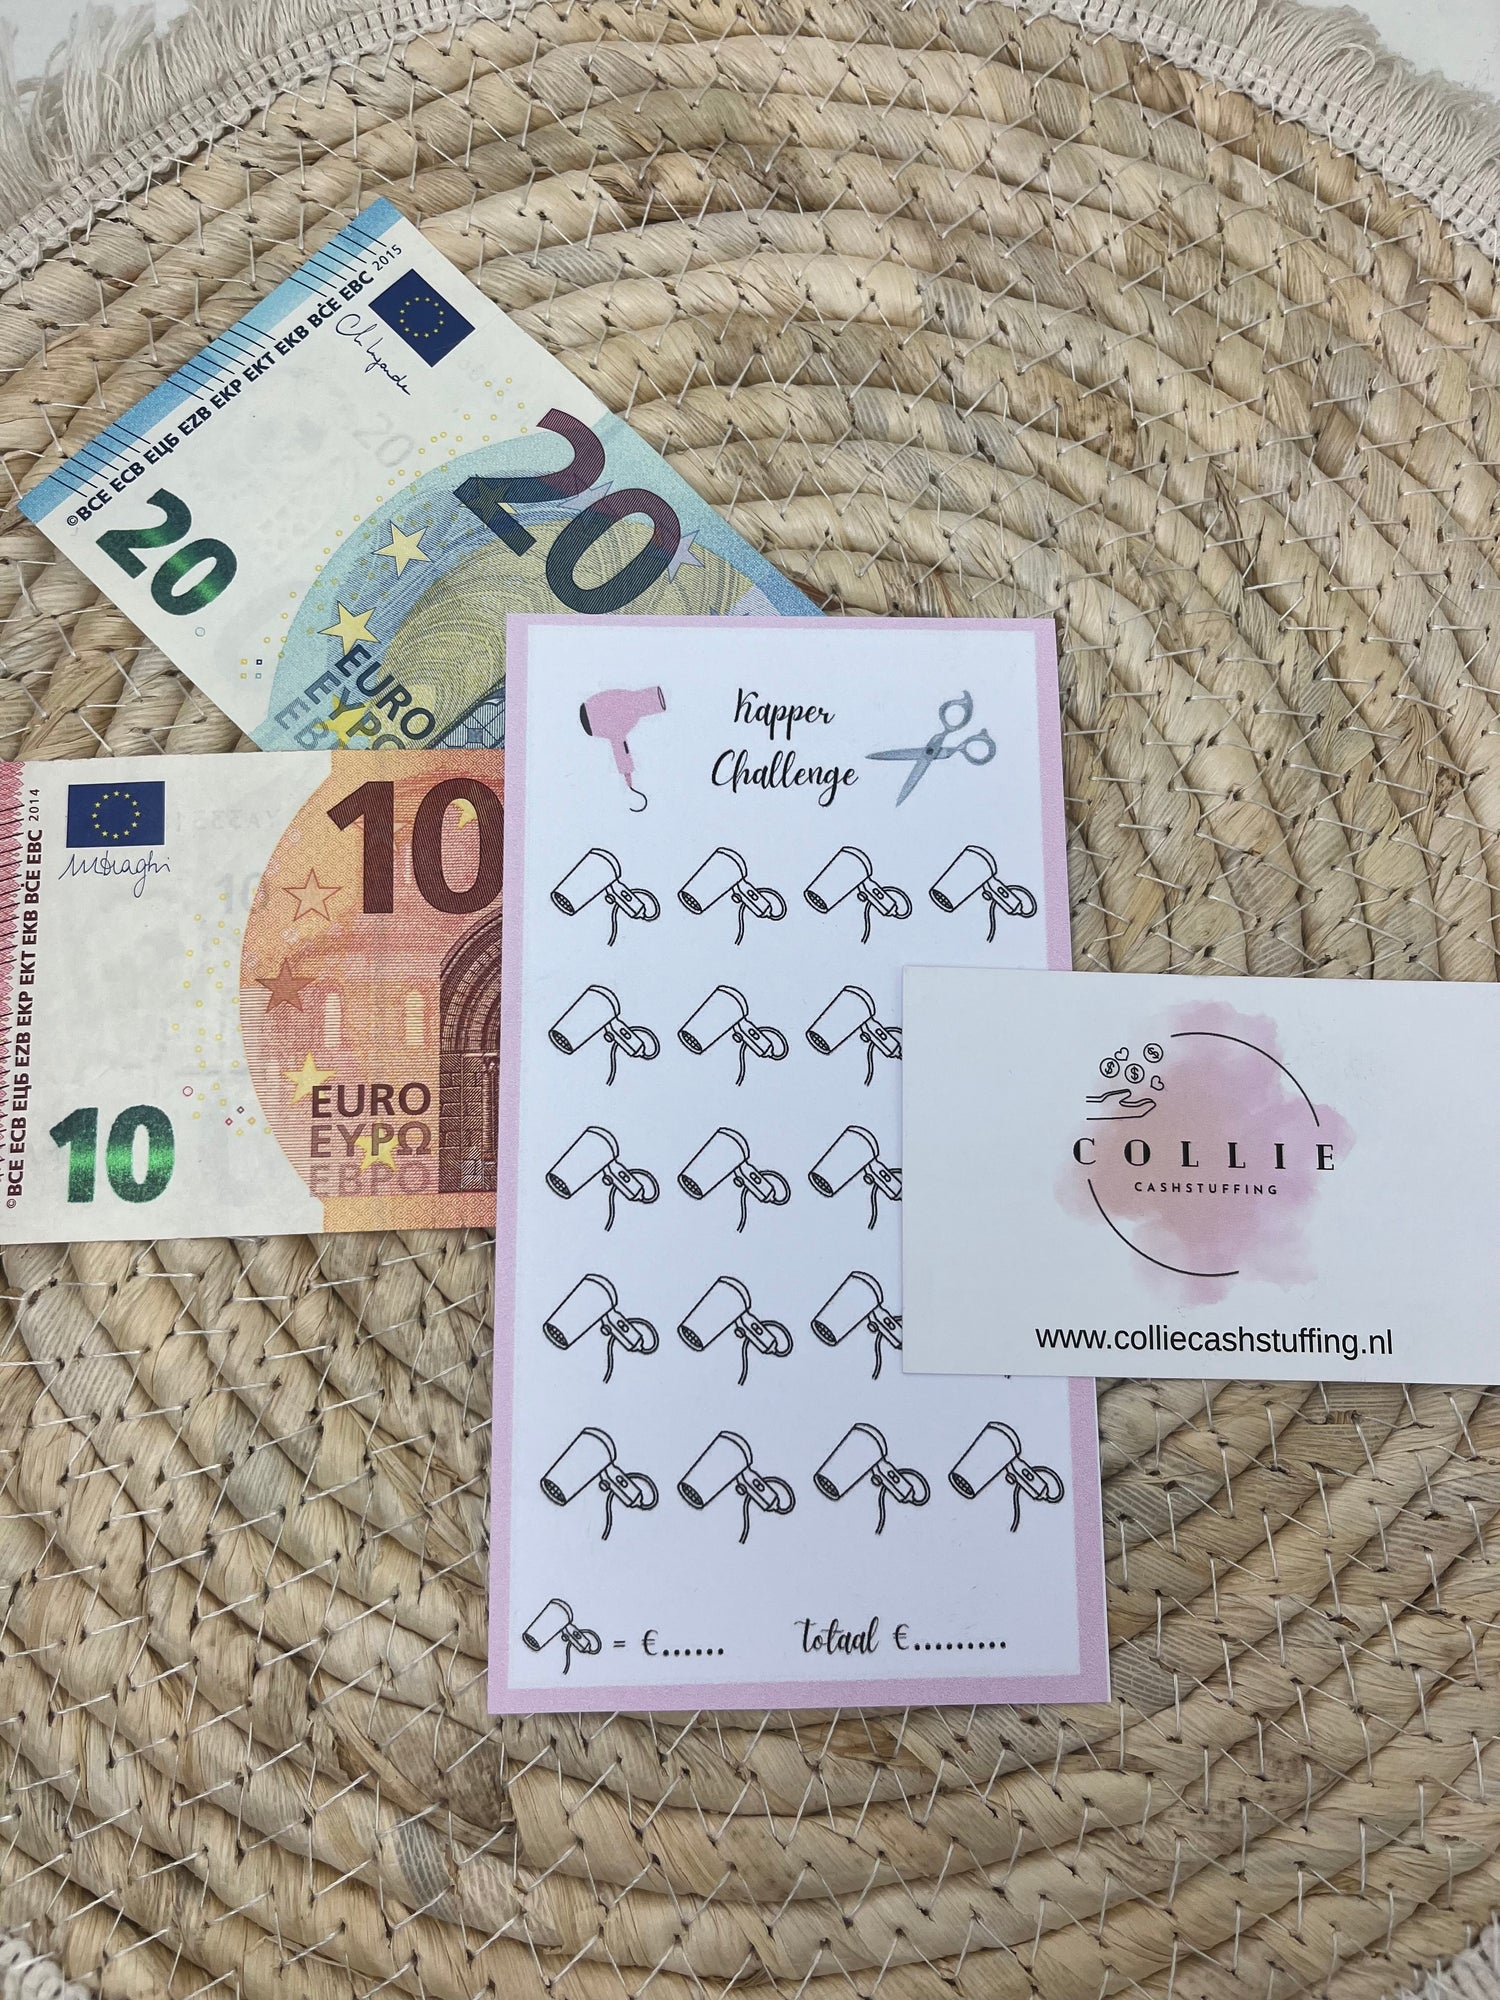 ©BCE ECB ЕЦБ EZB EKP EKT EKB BĊE EBC 2015
20
20
EURO
ΕΥΡΩ
©BCE ECB ЕЦБ EZB EKP EKT EKB BĊE EBC 2014
10
10
EURO
ΕΥΡΩ
ЕВРО
Kapper
Challenge
= €......
Totaal €.........
COLLIE
CASHSTUFFING
www.colliecashstuffing.nl